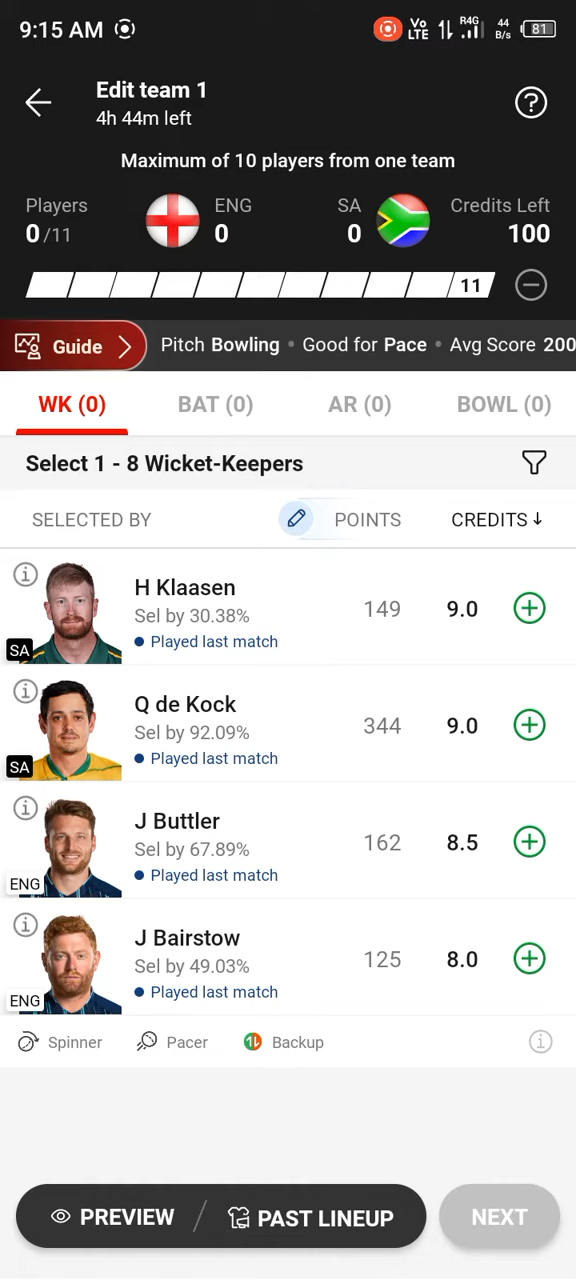 9:15 AM
Vo LTE R4G 44 B/s 81
Edit team 1
4h 44m left
Maximum of 10 players from one team
Players ENG SA Credits Left
0/11 0 0 100
11
Guide Pitch Bowling • Good for Pace • Avg Score 200
WK (0) BAT (0) AR (0) BOWL (0)
Select 1 - 8 Wicket-Keepers
SELECTED BY POINTS CREDITS↓
H Klaasen
Sel by 30.38% 149 9.0
SA Played last match
Q de Kock
Sel by 92.09% 344 9.0
SA Played last match
J Buttler
Sel by 67.89% 162 8.5
ENG Played last match
J Bairstow
Sel by 49.03% 125 8.0
ENG Played last match
Spinner Pacer Backup
PREVIEW / PAST LINEUP NEXT